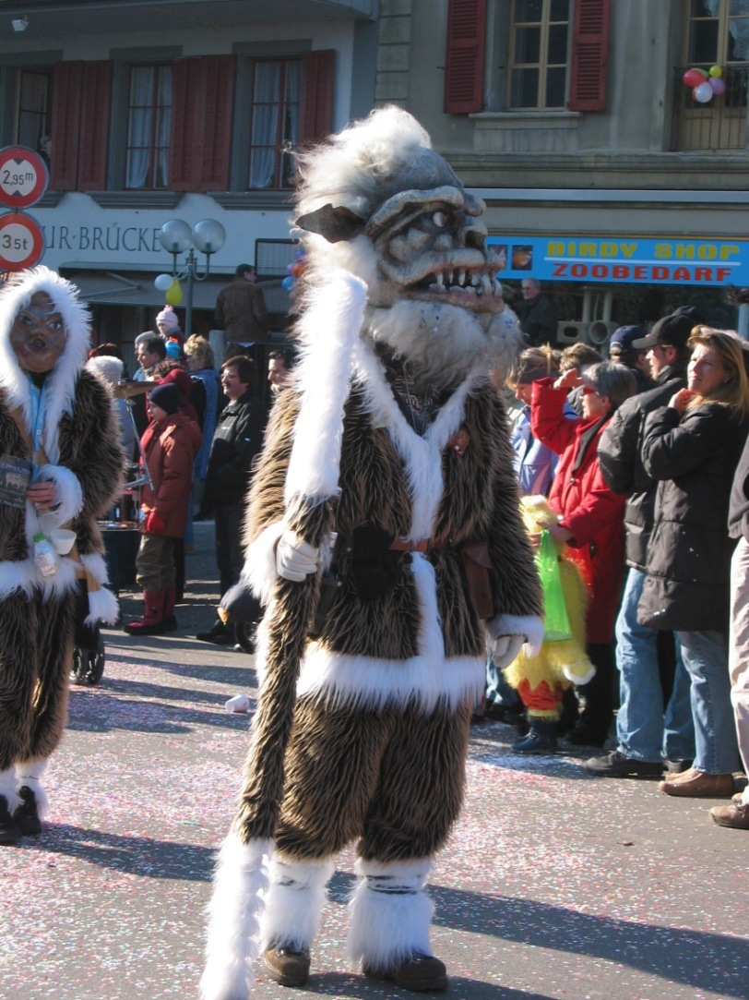 2,95m
3.5t
UR·BRÜCKE
BIRDY SHOP
ZOOBEDARF